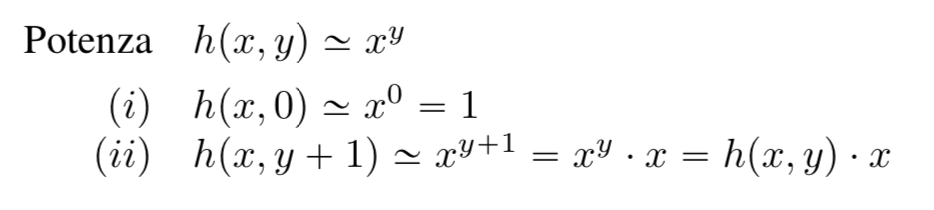 Potenza h(x, y) ≃ x^y
(i) h(x, 0) ≃ x^0 = 1
(ii) h(x, y + 1) ≃ x^{y+1} = x^y · x = h(x, y) · x